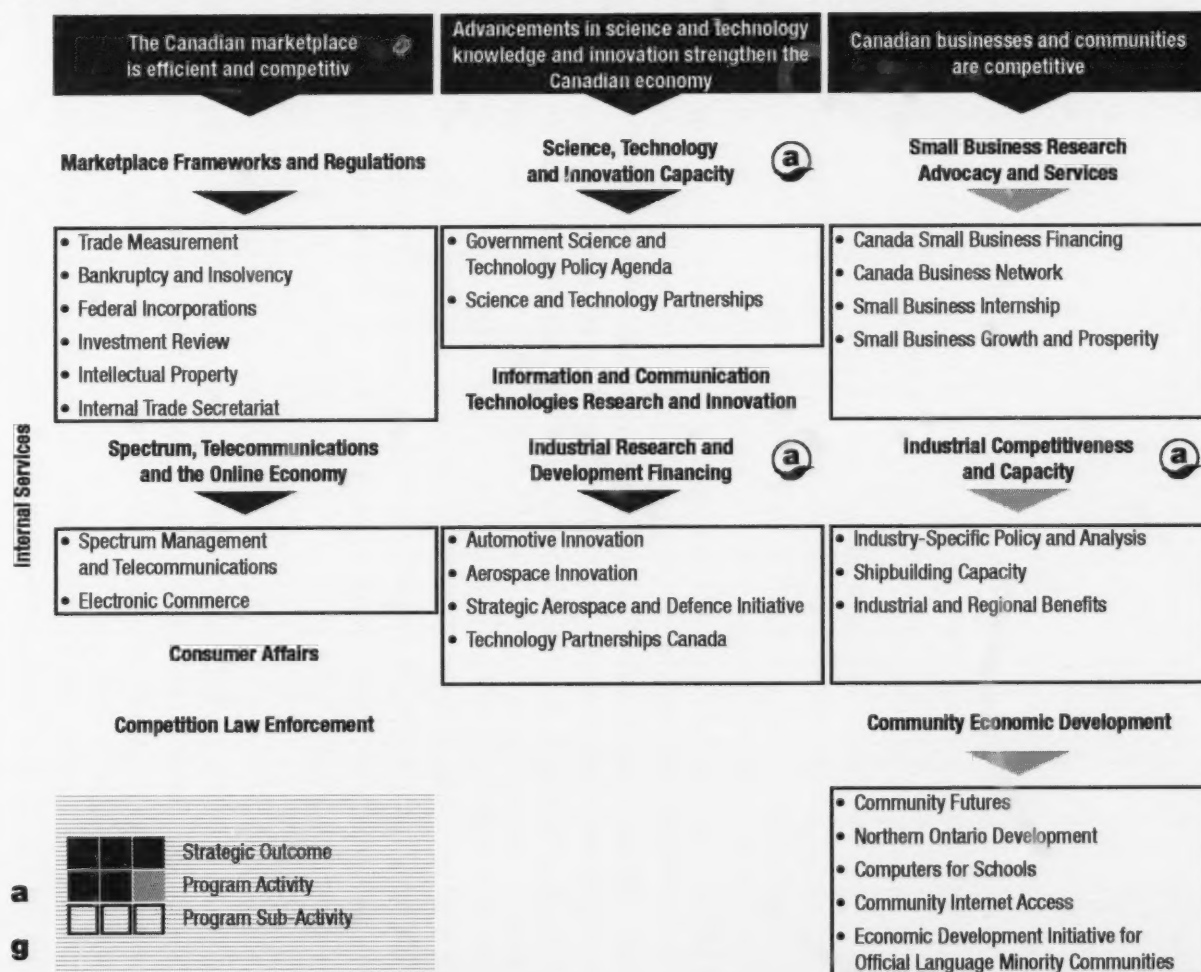 The Canadian marketplace
is efficient and competitiv
Marketplace Frameworks and Regulations
• Trade Measurement
• Bankruptcy and Insolvency
• Federal Incorporations
• Investment Review
• Intellectual Property
• Internal Trade Secretariat
Spectrum, Telecommunications
and the Online Economy
• Spectrum Management
and Telecommunications
• Electronic Commerce
Consumer Affairs
Competition Law Enforcement
Advancements in science and technology
knowledge and innovation strengthen the
Canadian economy
Science, Technology
and Innovation Capacity
a
• Government Science and
Technology Policy Agenda
• Science and Technology Partnerships
Information and Communication
Technologies Research and Innovation
Industrial Research and
Development Financing
a
• Automotive Innovation
• Aerospace Innovation
• Strategic Aerospace and Defence Initiative
• Technology Partnerships Canada
Canadian businesses and communities
are competitive
Small Business Research
Advocacy and Services
• Canada Small Business Financing
• Canada Business Network
• Small Business Internship
• Small Business Growth and Prosperity
Industrial Competitiveness
and Capacity
a
• Industry-Specific Policy and Analysis
• Shipbuilding Capacity
• Industrial and Regional Benefits
Community Economic Development
• Community Futures
• Northern Ontario Development
• Computers for Schools
• Community Internet Access
• Economic Development Initiative for
Official Language Minority Communities
Internal Services
Strategic Outcome
Program Activity
Program Sub-Activity
a
g